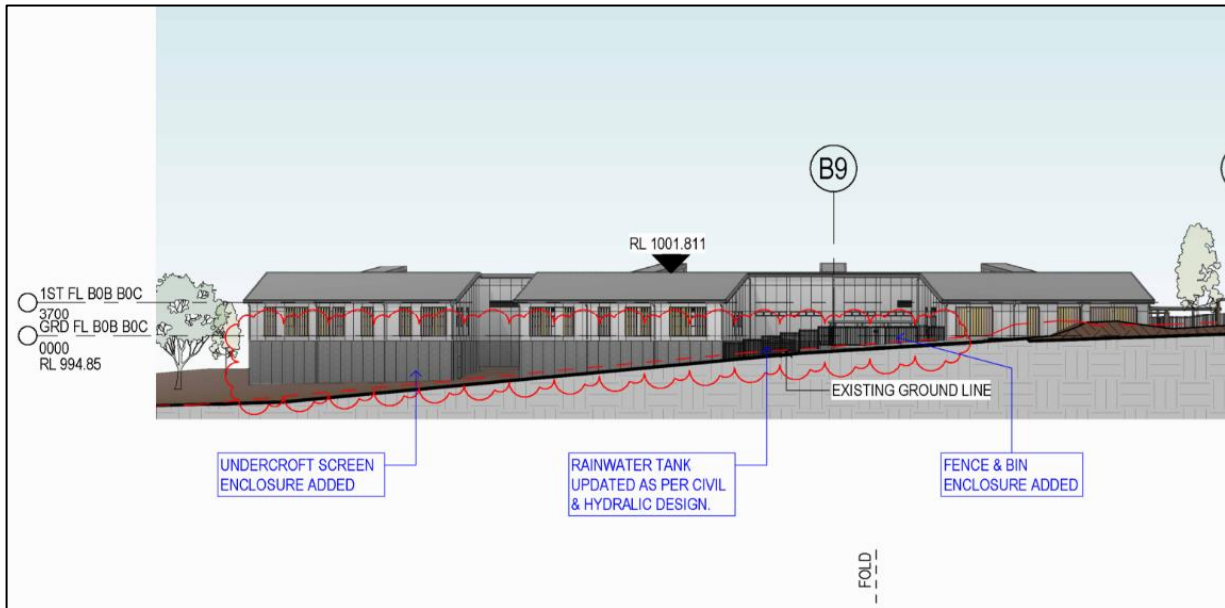 B9
RL 1001.811
1ST FL B0B B0C
3700
GRD FL B0B B0C
0000
RL 994.85
EXISTING GROUND LINE
UNDERCROFT SCREEN
ENCLOSURE ADDED
RAINWATER TANK
UPDATED AS PER CIVIL
& HYDRALIC DESIGN.
FENCE & BIN
ENCLOSURE ADDED
FOLD